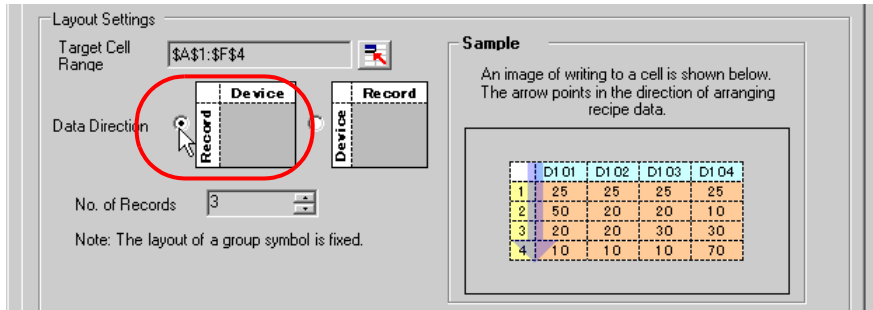 Layout Settings
Target Cell
Range
$A$1:$F$4
Data Direction
Device
Record
Record
Device
No. of Records
3
Note: The layout of a group symbol is fixed.
Sample
An image of writing to a cell is shown below.
The arrow points in the direction of arranging
recipe data.
D101 D102 D103 D104
1 25 25 25 25
2 50 20 20 10
3 20 20 30 30
4 10 10 10 70